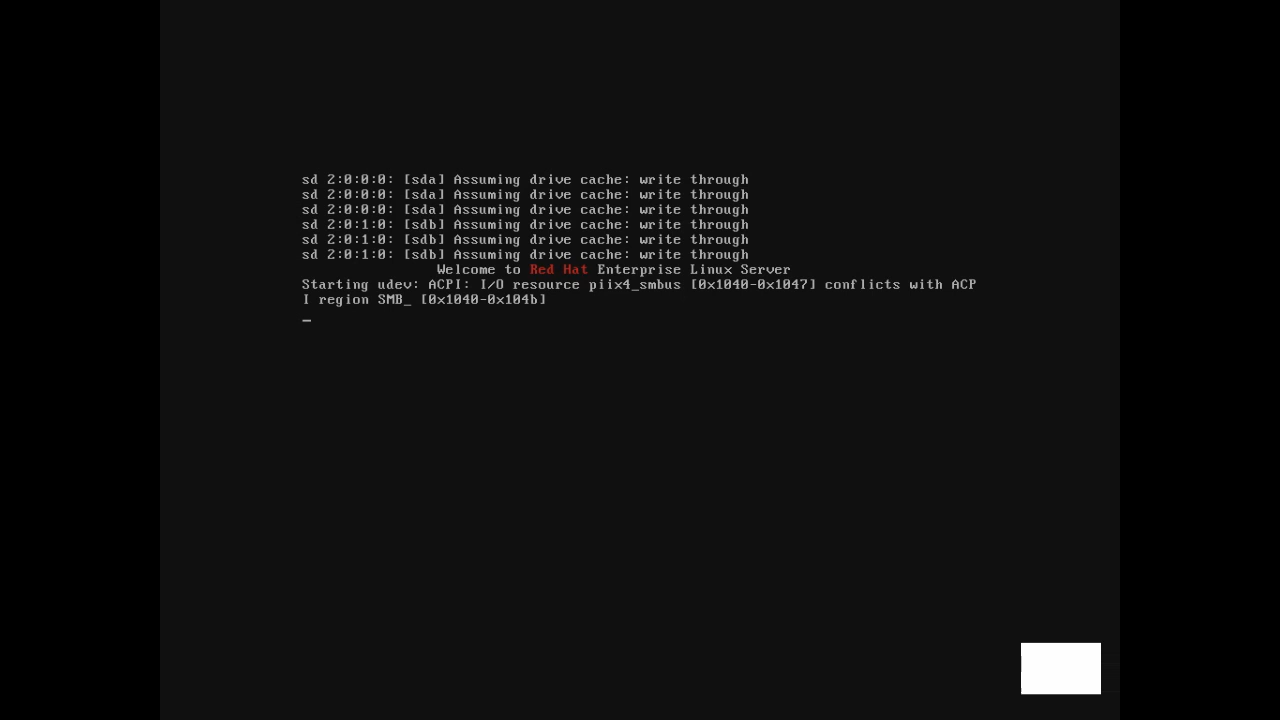 sd 2:0:0:0: [sda] Assuming drive cache: write through
sd 2:0:0:0: [sda] Assuming drive cache: write through
sd 2:0:0:0: [sda] Assuming drive cache: write through
sd 2:0:1:0: [sdb] Assuming drive cache: write through
sd 2:0:1:0: [sdb] Assuming drive cache: write through
sd 2:0:1:0: [sdb] Assuming drive cache: write through
Welcome to Red Hat Enterprise Linux Server
Starting udev: ACPI: I/O resource piix4_smbus [0x1040-0x1047] conflicts with ACP
I region SMB_ [0x1040-0x104b]
_